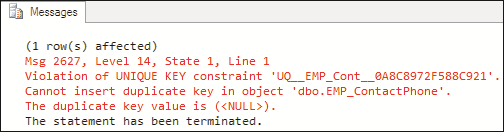 Messages
(1 row(s) affected)
Msg 2627, Level 14, State 1, Line 1
Violation of UNIQUE KEY constraint 'UQ__EMP_Cont__0A8C8972F588C921'.
Cannot insert duplicate key in object 'dbo.EMP_ContactPhone'.
The duplicate key value is (<NULL>).
The statement has been terminated.